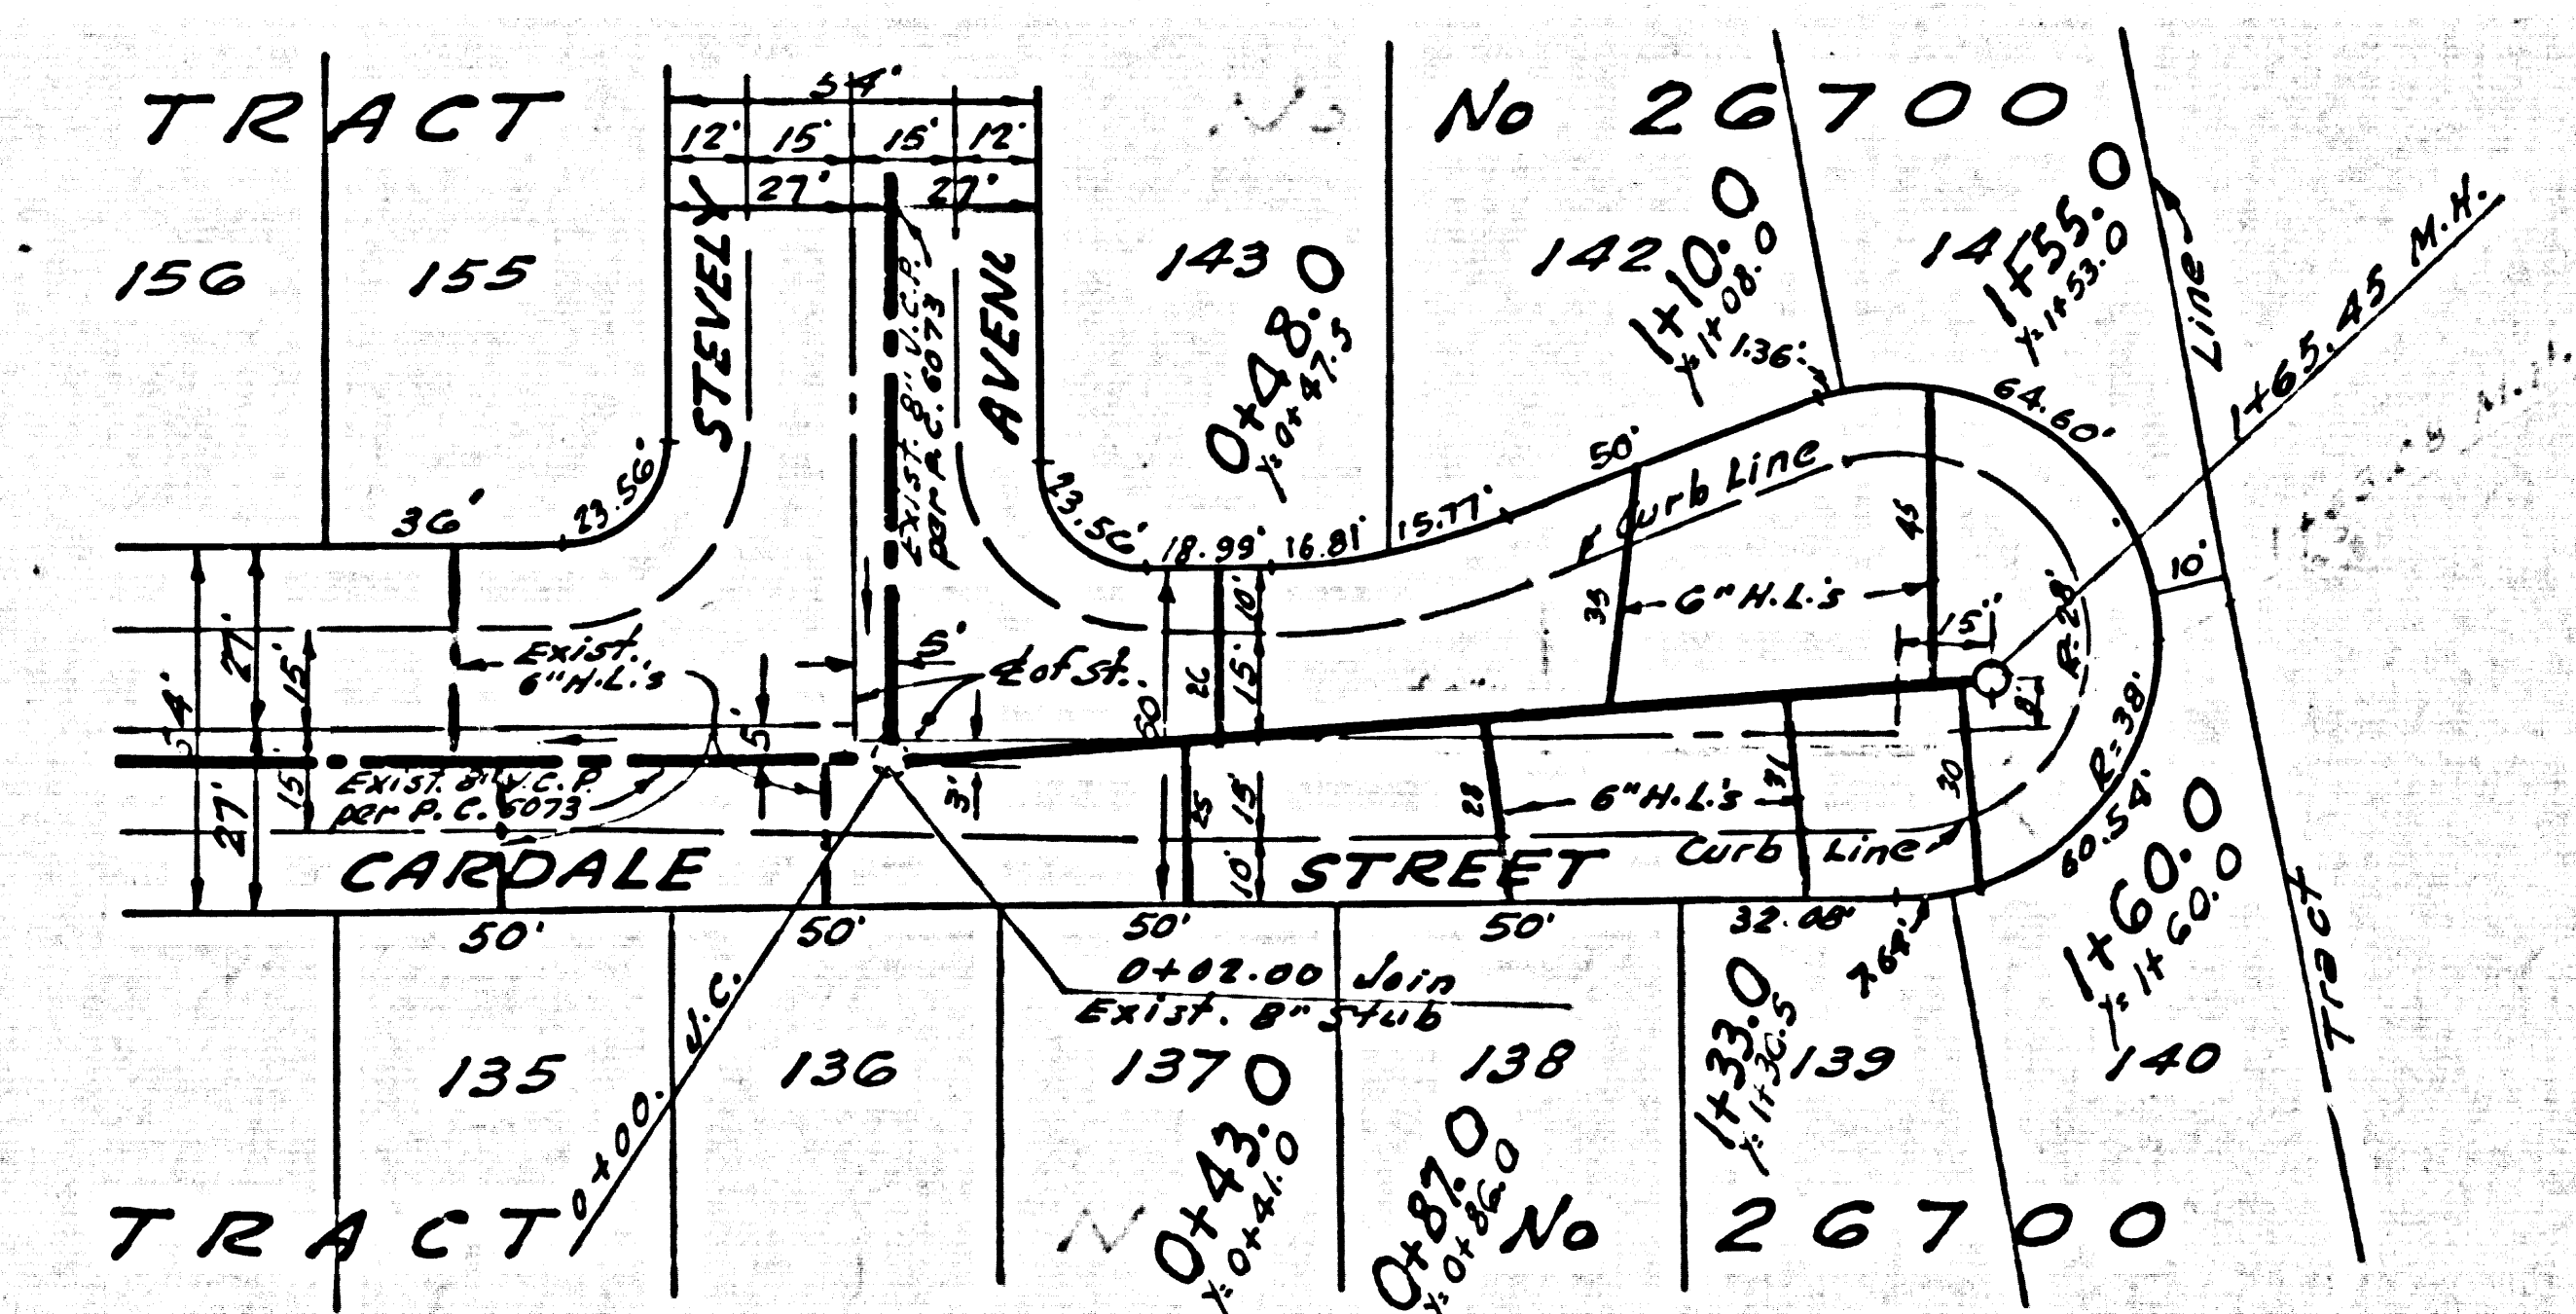 TRACT No 26700
54'
12' 15' 15' 12'
27' 27'
156
155
STEVELY
AVENU
Exist. 8" V.C.P.
per P.C. 6073
143
0+48.0
Y: 0+47.5
142
1+10.0
Y: 1+08.0
1.36'
141
1+55.0
Y: 1+53.0
Line
1+65.45 M.H.
36'
23.56'
23.56'
18.99'
16.81'
15.77'
50'
64.60'
Curb Line
10'
54'
27'
27'
15'
15'
Exist.
6" H.L.'s
5'
5'
₵ of st.
50
26
10'
15'
35
6" H.L.'s
45
15'
R=28'
8'
R=38'
60.54'
Exist. 8" V.C.P.
per P.C. 6073
3'
25
15'
10'
28
6" H.L.'s
31
30
CARDALE STREET
Curb Line
50'
50'
50'
50'
32.08'
7.64'
0+02.00 Join
Exist. 8" Stub
J.C.
0+00.
135
136
137
0+43.0
Y: 0+41.0
138
0+87.0
Y: 0+86.0
139
1+33.0
Y: 1+30.5
140
1+60.0
Y: 1+60.0
Tract
TRACT No 26700